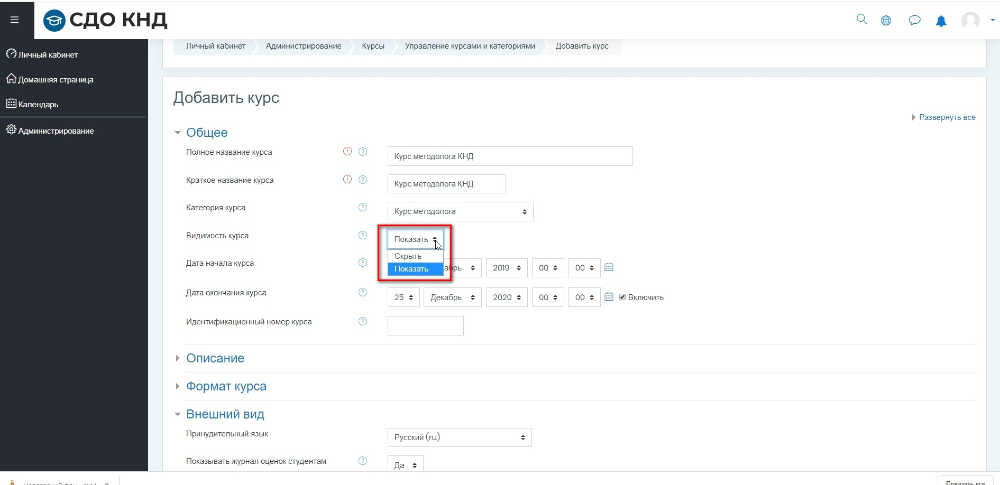 СДО КНД
Личный кабинет
Администрирование
Курсы
Управление курсами и категориями
Добавить курс
Личный кабинет
Домашняя страница
Календарь
Администрирование
Добавить курс
Развернуть всё
Общее
Полное название курса
Курс методолога КНД
Краткое название курса
Курс методолога КНД
Категория курса
Курс методолога
Видимость курса
Показать
Скрыть
Показать
Дата начала курса
абрь
2019
00
00
Дата окончания курса
25
Декабрь
2020
00
00
Включить
Идентификационный номер курса
Описание
Формат курса
Внешний вид
Принудительный язык
Русский (ru)
Показывать журнал оценок студентам
Да
Показать все